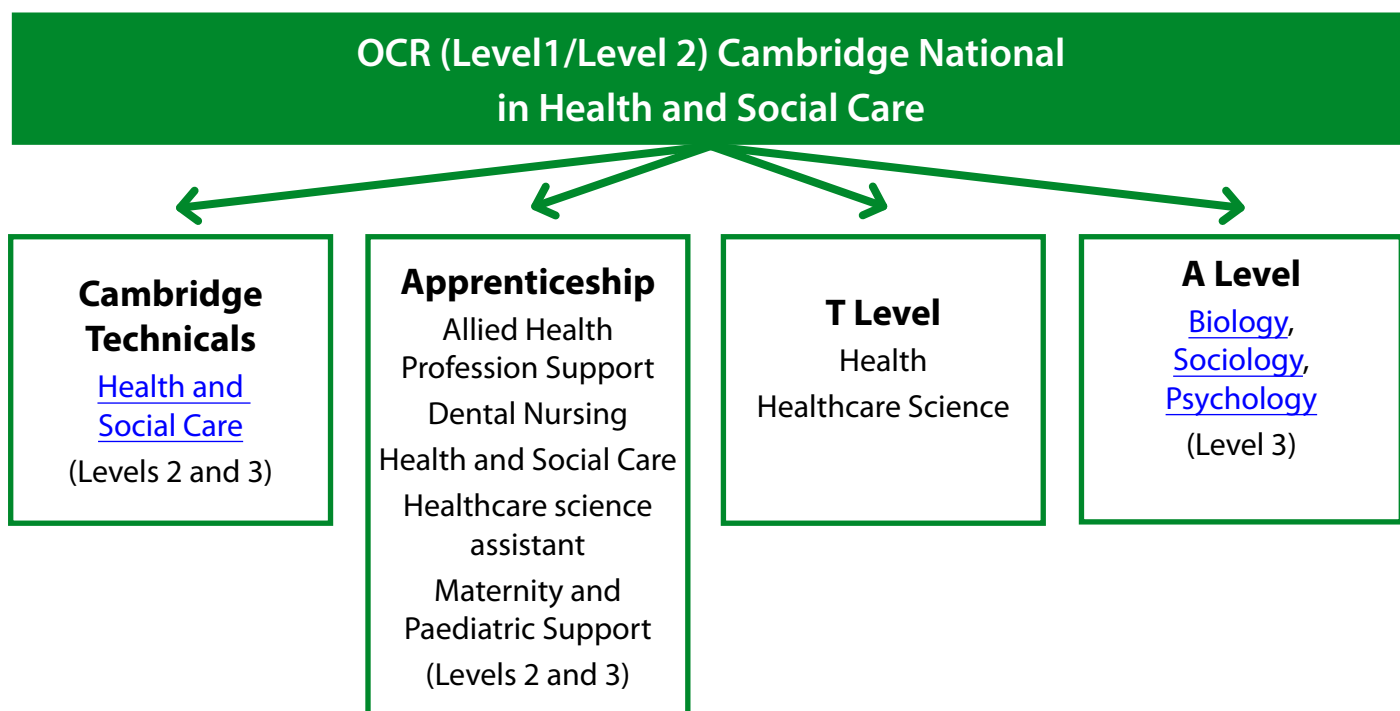 OCR (Level1/Level 2) Cambridge National
in Health and Social Care
Cambridge
Technicals
Health and
Social Care
(Levels 2 and 3)
Apprenticeship
Allied Health
Profession Support
Dental Nursing
Health and Social Care
Healthcare science
assistant
Maternity and
Paediatric Support
(Levels 2 and 3)
T Level
Health
Healthcare Science
A Level
Biology,
Sociology,
Psychology
(Level 3)